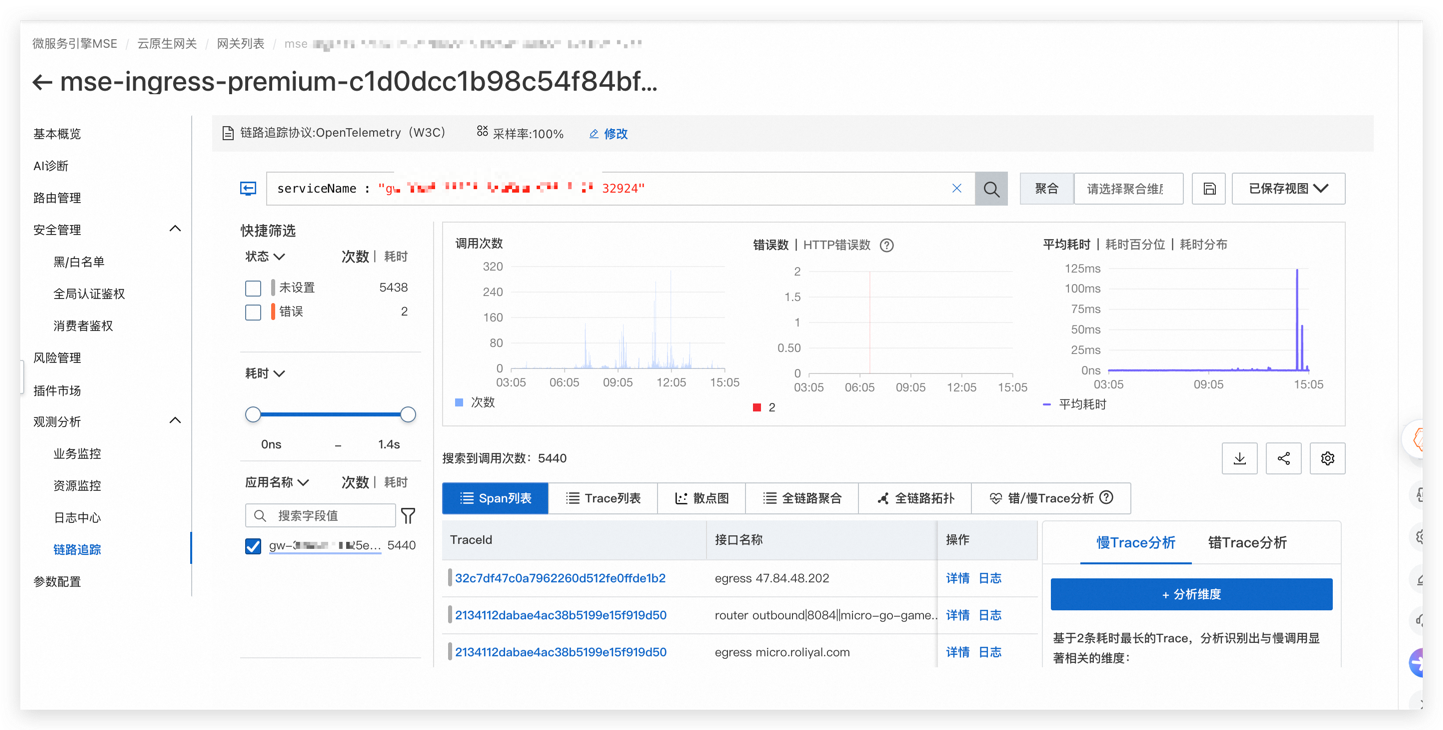 微服务引擎MSE / 云原生网关 / 网关列表 / mse
← mse-ingress-premium-c1d0dcc1b98c54f84bf...
基本概览
AI诊断
路由管理
安全管理
黑/白名单
全局认证鉴权
消费者鉴权
风险管理
插件市场
观测分析
业务监控
资源监控
日志中心
链路追踪
参数配置
链路追踪协议:OpenTelemetry（W3C） 采样率:100% 修改
serviceName : "gw 32924" 聚合 请选择聚合维度 已保存视图
快捷筛选
状态 次数 | 耗时
未设置 5438
错误 2
耗时
0ns – 1.4s
应用名称 次数 | 耗时
搜索字段值
gw- 25e... 5440
调用次数
320
240
160
80
0
03:05 06:05 09:05 12:05 15:05
次数
错误数 | HTTP错误数
2
1.5
1
0.50
0
03:05 06:05 09:05 12:05 15:05
2
平均耗时 | 耗时百分位 | 耗时分布
125ms
100ms
75ms
50ms
25ms
0ns
03:05 09:05 15:05
平均耗时
搜索到调用次数：5440
Span列表 Trace列表 散点图 全链路聚合 全链路拓扑 错/慢Trace分析
TraceId 接口名称 操作
32c7df47c0a7962260d512fe0ffde1b2 egress 47.84.48.202 详情 日志
2134112dabae4ac38b5199e15f919d50 router outbound|8084||micro-go-game... 详情 日志
2134112dabae4ac38b5199e15f919d50 egress micro.roliyal.com 详情 日志
慢Trace分析 错Trace分析
+ 分析维度
基于2条耗时最长的Trace，分析识别出与慢调用显
著相关的维度：